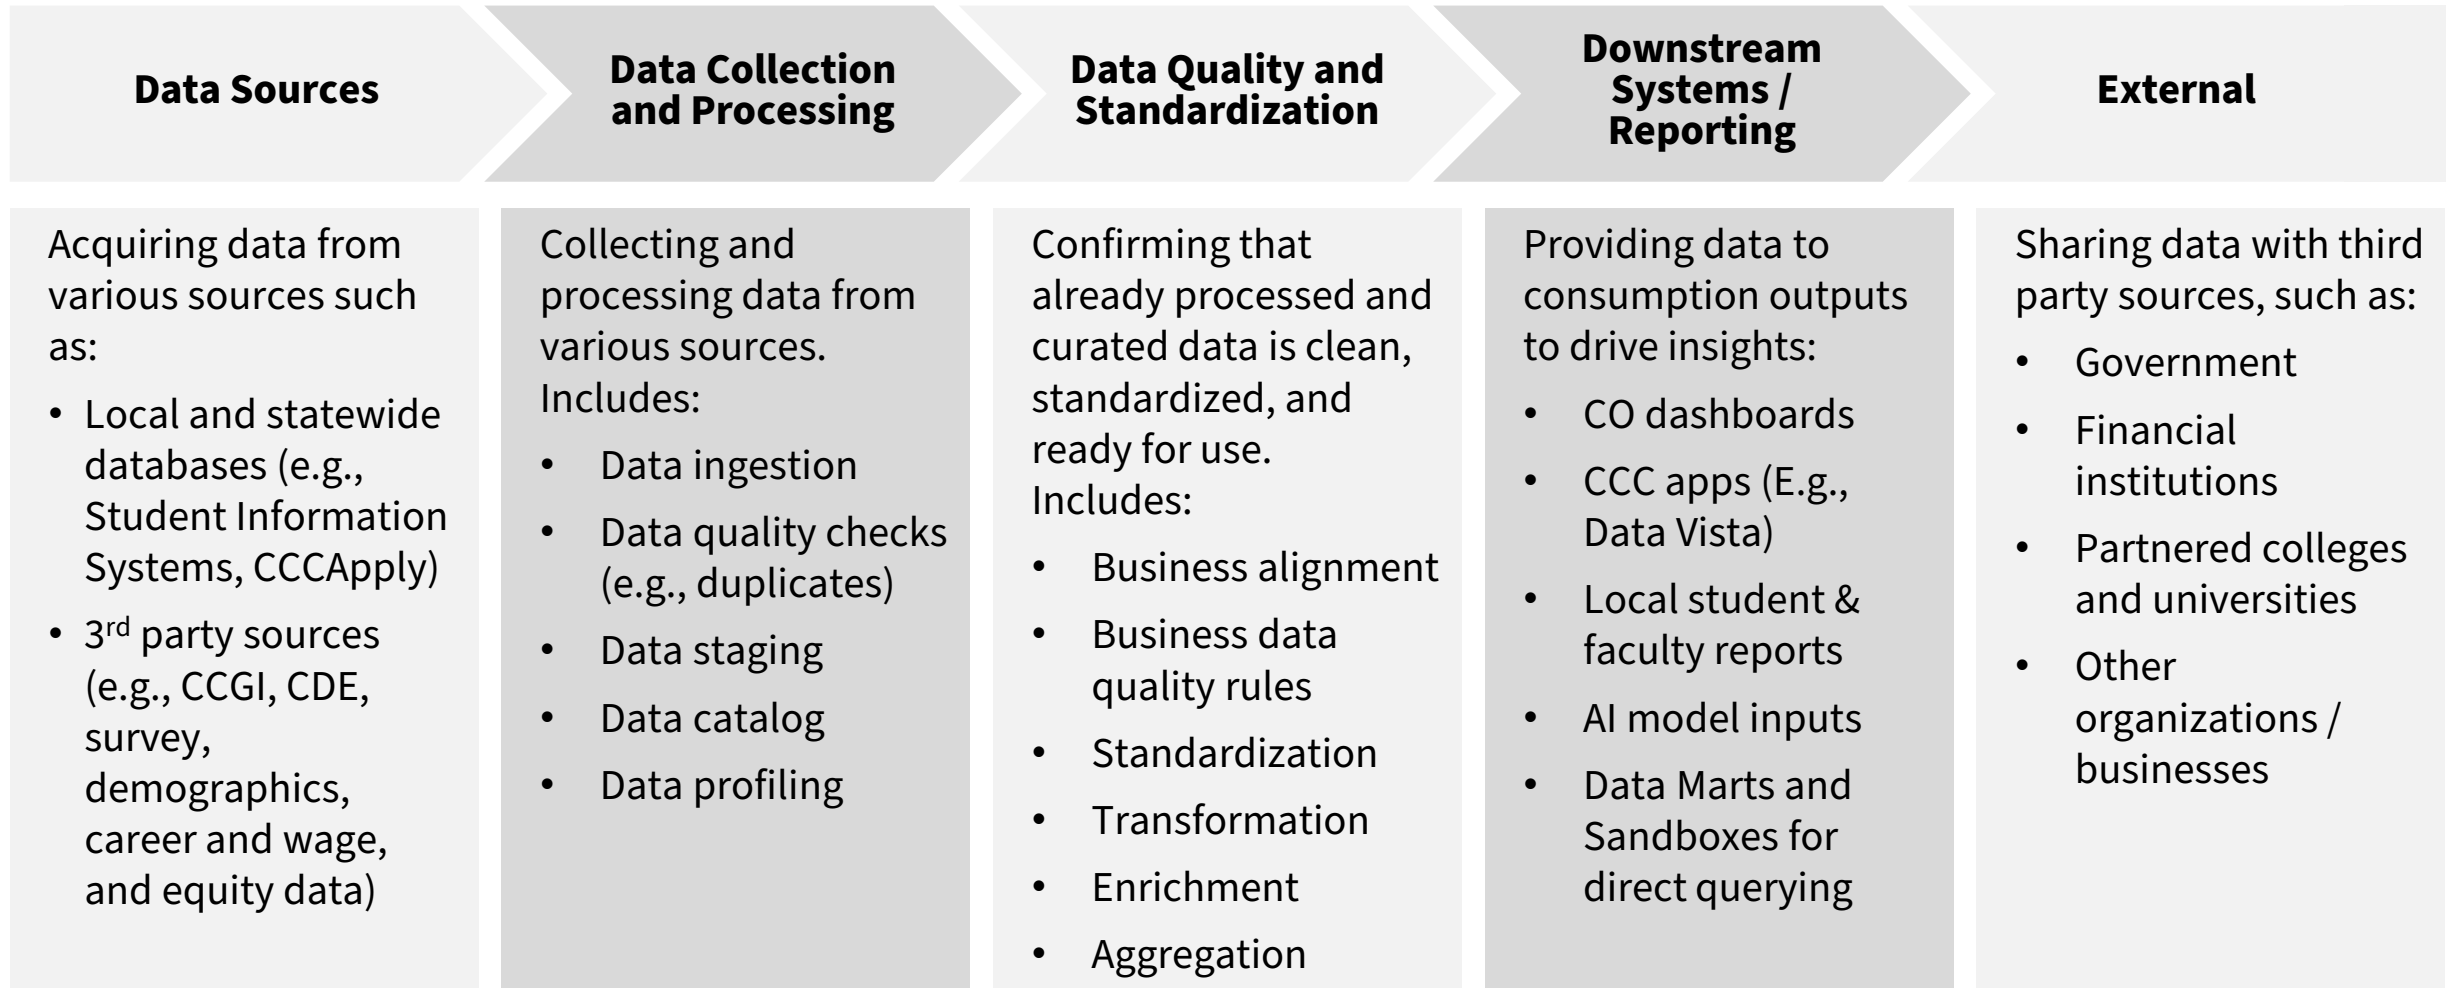 Data Sources
Data Collection
and Processing
Data Quality and
Standardization
Downstream
Systems /
Reporting
External
Acquiring data from
various sources such
as:
• Local and statewide
databases (e.g.,
Student Information
Systems, CCCApply)
• 3rd party sources
(e.g., CCGI, CDE,
survey,
demographics,
career and wage,
and equity data)
Collecting and
processing data from
various sources.
Includes:
• Data ingestion
• Data quality checks
(e.g., duplicates)
• Data staging
• Data catalog
• Data profiling
Confirming that
already processed and
curated data is clean,
standardized, and
ready for use.
Includes:
• Business alignment
• Business data
quality rules
• Standardization
• Transformation
• Enrichment
• Aggregation
Providing data to
consumption outputs
to drive insights:
• CO dashboards
• CCC apps (E.g.,
Data Vista)
• Local student &
faculty reports
• AI model inputs
• Data Marts and
Sandboxes for
direct querying
Sharing data with third
party sources, such as:
• Government
• Financial
institutions
• Partnered colleges
and universities
• Other
organizations /
businesses